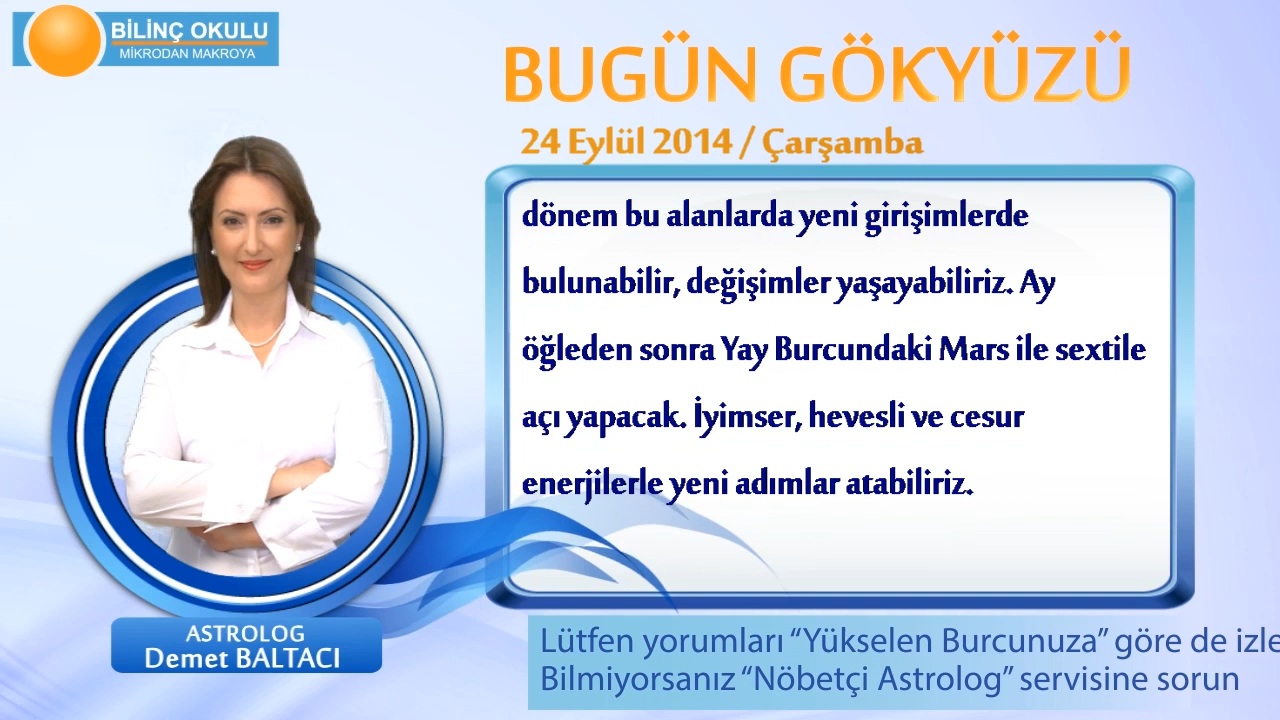 BİLİNÇ OKULU
MİKRODAN MAKROYA
BUGÜN GÖKYÜZÜ
24 Eylül 2014 / Çarşamba
dönem bu alanlarda yeni girişimlerde
bulunabilir, değişimler yaşayabiliriz. Ay
öğleden sonra Yay Burcundaki Mars ile sextile
açı yapacak. İyimser, hevesli ve cesur
enerjilerle yeni adımlar atabiliriz.
ASTROLOG
Demet BALTACI
Lütfen yorumları “Yükselen Burcunuza” göre de izle
Bilmiyorsanız “Nöbetçi Astrolog” servisine sorun